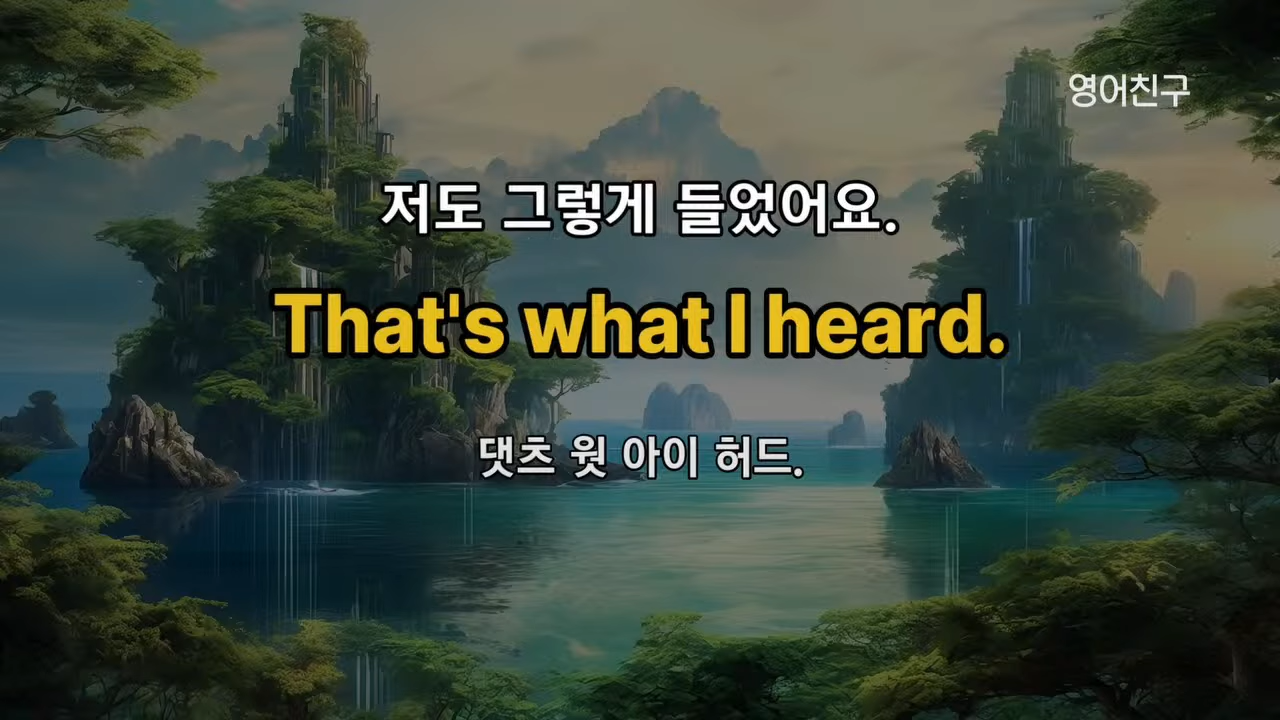 영어친구
저도 그렇게 들었어요.
That's what I heard.
댓츠 웟 아이 허드.